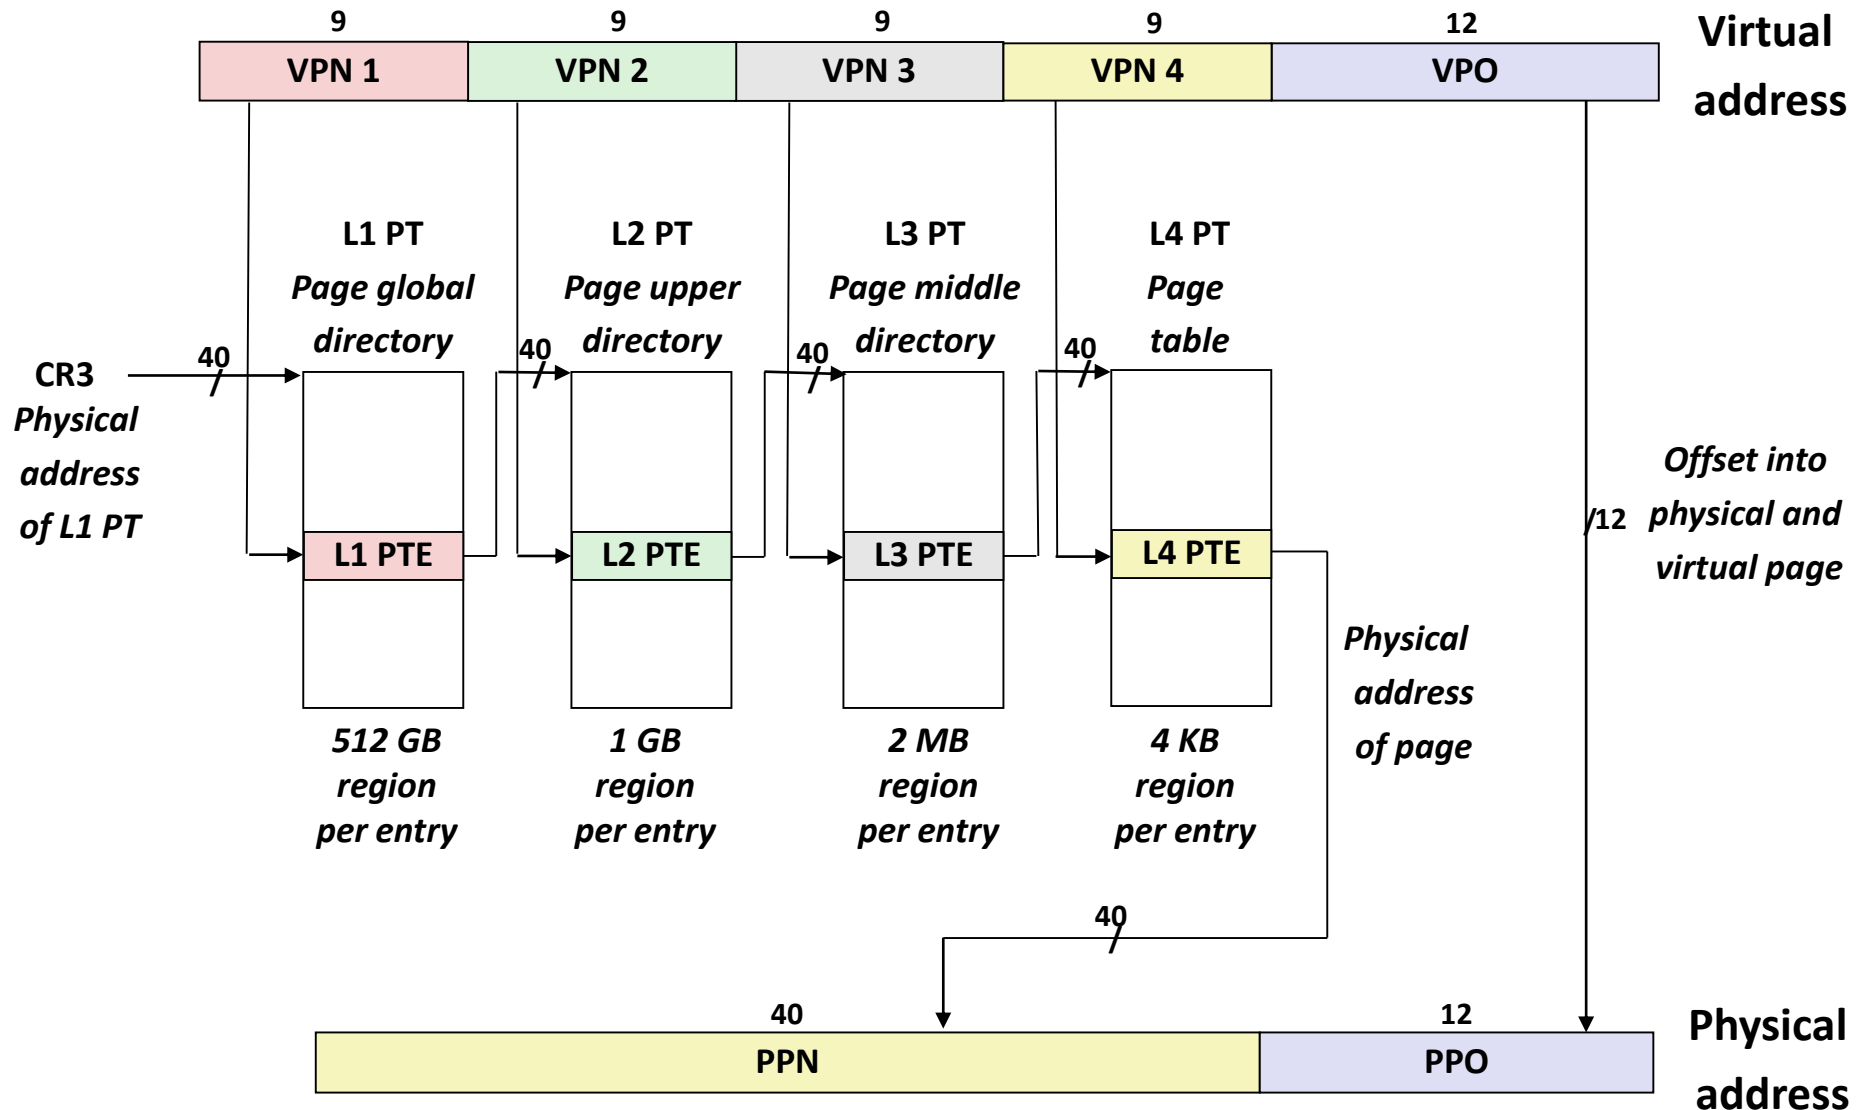 9 9 9 9 12
VPN 1 VPN 2 VPN 3 VPN 4 VPO
Virtual
address
L1 PT
Page global
directory
L2 PT
Page upper
directory
L3 PT
Page middle
directory
L4 PT
Page
table
40 40 40 40
CR3
Physical
address
of L1 PT
L1 PTE L2 PTE L3 PTE L4 PTE
/12
Offset into
physical and
virtual page
Physical
address
of page
512 GB
region
per entry
1 GB
region
per entry
2 MB
region
per entry
4 KB
region
per entry
40
40 12
PPN PPO
Physical
address